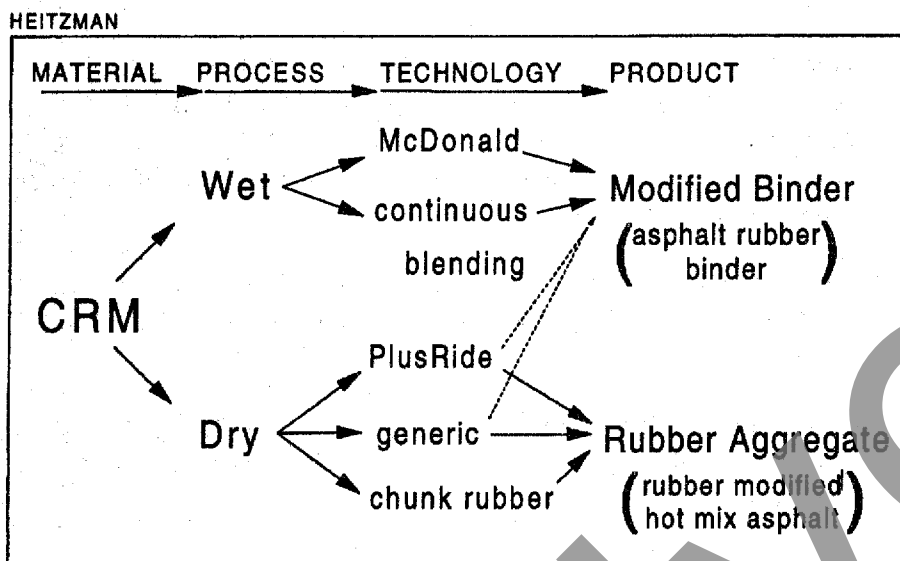 HEITZMAN
MATERIAL PROCESS TECHNOLOGY PRODUCT
McDonald
Wet
Modified Binder
continuous
(asphalt rubber
binder)
blending
CRM
PlusRide
Dry
generic
Rubber Aggregate
chunk rubber
(rubber modified
hot mix asphalt)